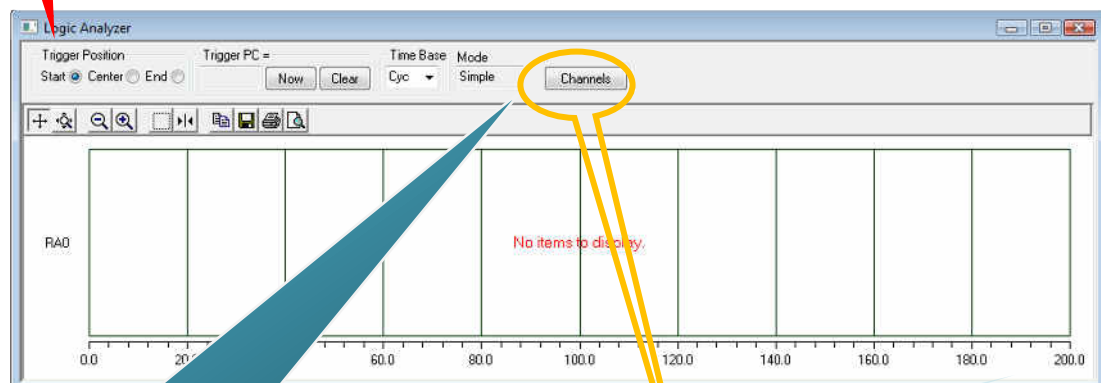 Logic Analyzer
Trigger Position Trigger PC = Time Base Mode
Start Center End Now Clear Cyc Simple Channels
RA0 No items to display.
0.0 60.0 80.0 100.0 120.0 140.0 160.0 180.0 200.0